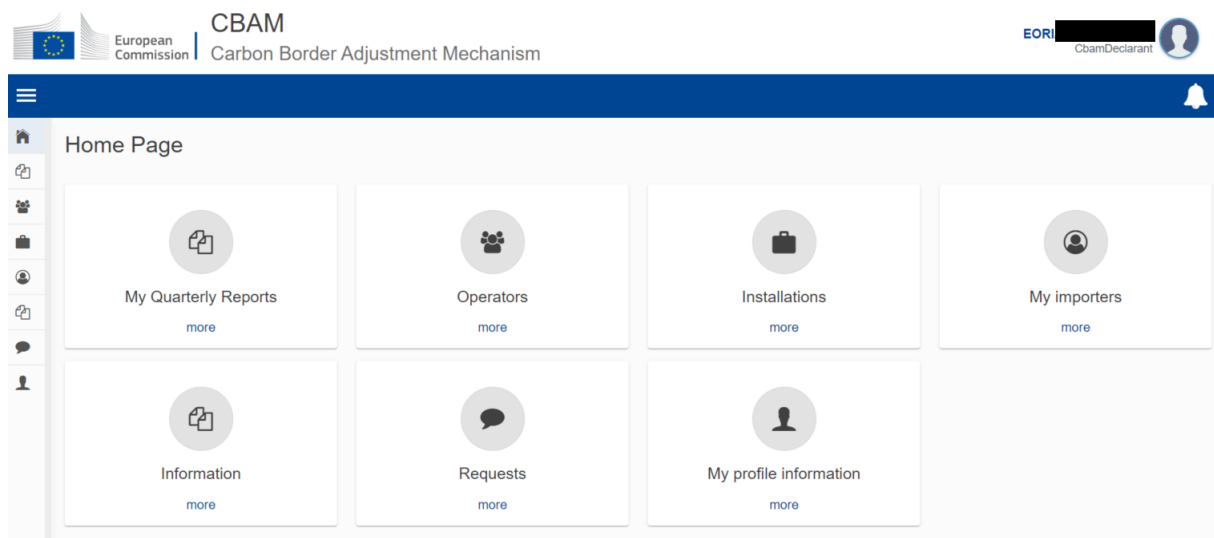 European
Commission
CBAM
Carbon Border Adjustment Mechanism
EORI
CbamDeclarant
Home Page
My Quarterly Reports
more
Operators
more
Installations
more
My importers
more
Information
more
Requests
more
My profile information
more